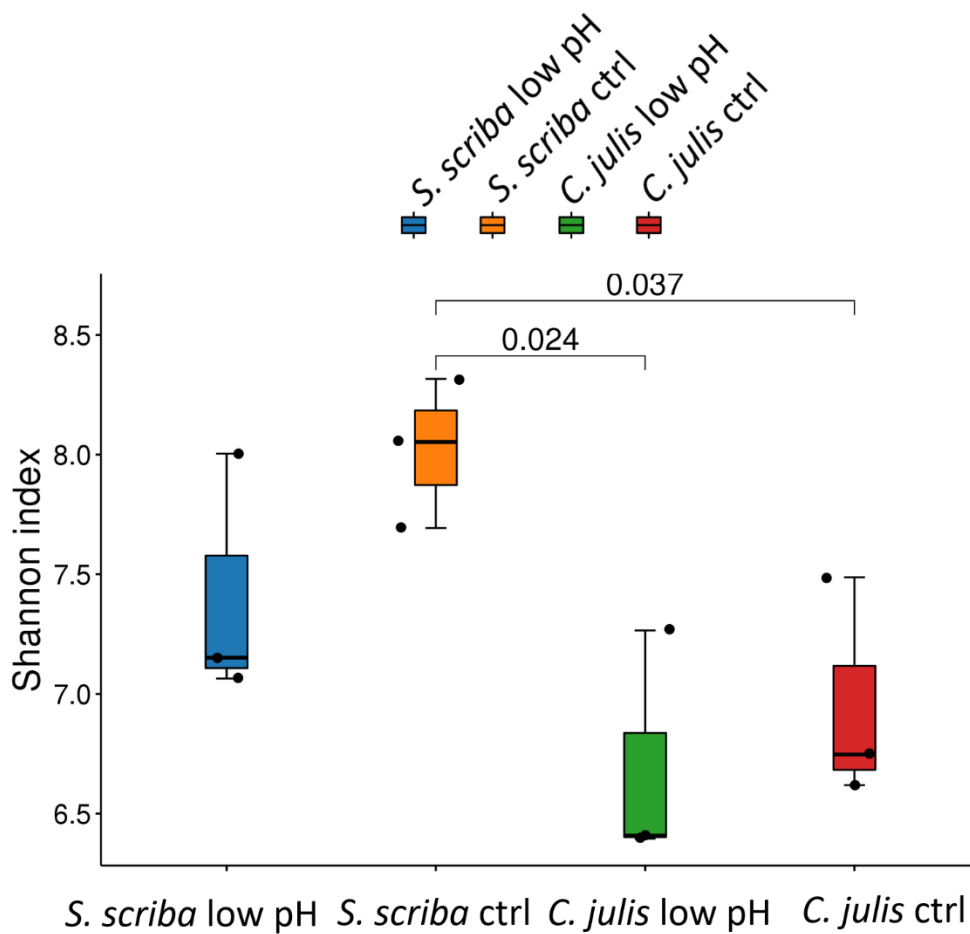 S. scriba low pH
S. scriba ctrl
C. julis low pH
C. julis ctrl
0.037
0.024
8.5
8.0
7.5
7.0
6.5
Shannon index
S. scriba low pH
S. scriba ctrl
C. julis low pH
C. julis ctrl